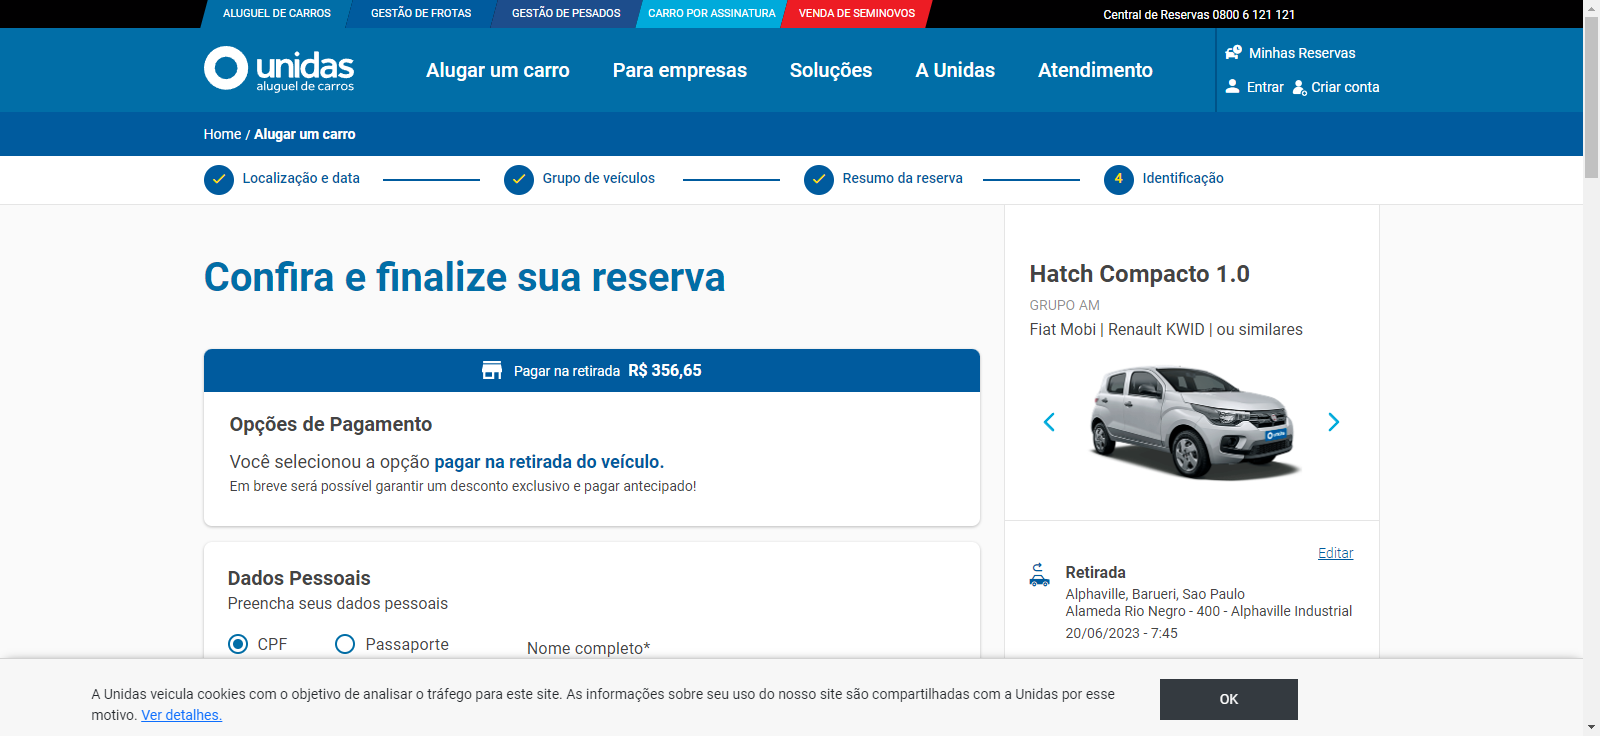 ALUGUEL DE CARROS
GESTÃO DE FROTAS
GESTÃO DE PESADOS
CARRO POR ASSINATURA
VENDA DE SEMINOVOS
Central de Reservas 0800 6 121 121
unidas
aluguel de carros
Alugar um carro
Para empresas
Soluções
A Unidas
Atendimento
Minhas Reservas
Entrar
Criar conta
Home / Alugar um carro
Localização e data
Grupo de veículos
Resumo da reserva
4 Identificação
Confira e finalize sua reserva
Pagar na retirada R$ 356,65
Opções de Pagamento
Você selecionou a opção pagar na retirada do veículo.
Em breve será possível garantir um desconto exclusivo e pagar antecipado!
Dados Pessoais
Preencha seus dados pessoais
CPF
Passaporte
Nome completo*
Hatch Compacto 1.0
GRUPO AM
Fiat Mobi | Renault KWID | ou similares
unidas
Editar
Retirada
Alphaville, Barueri, Sao Paulo
Alameda Rio Negro - 400 - Alphaville Industrial
20/06/2023 - 7:45
A Unidas veicula cookies com o objetivo de analisar o tráfego para este site. As informações sobre seu uso do nosso site são compartilhadas com a Unidas por esse
motivo. Ver detalhes.
OK